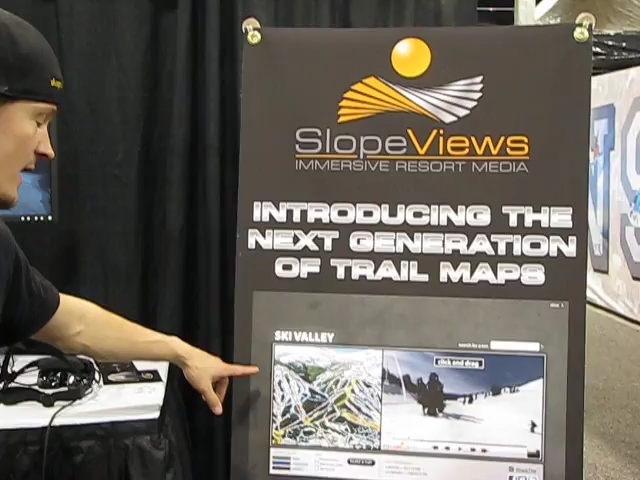 SlopeViews
IMMERSIVE RESORT MEDIA
INTRODUCING THE
NEXT GENERATION
OF TRAIL MAPS
SKI VALLEY
click and drag